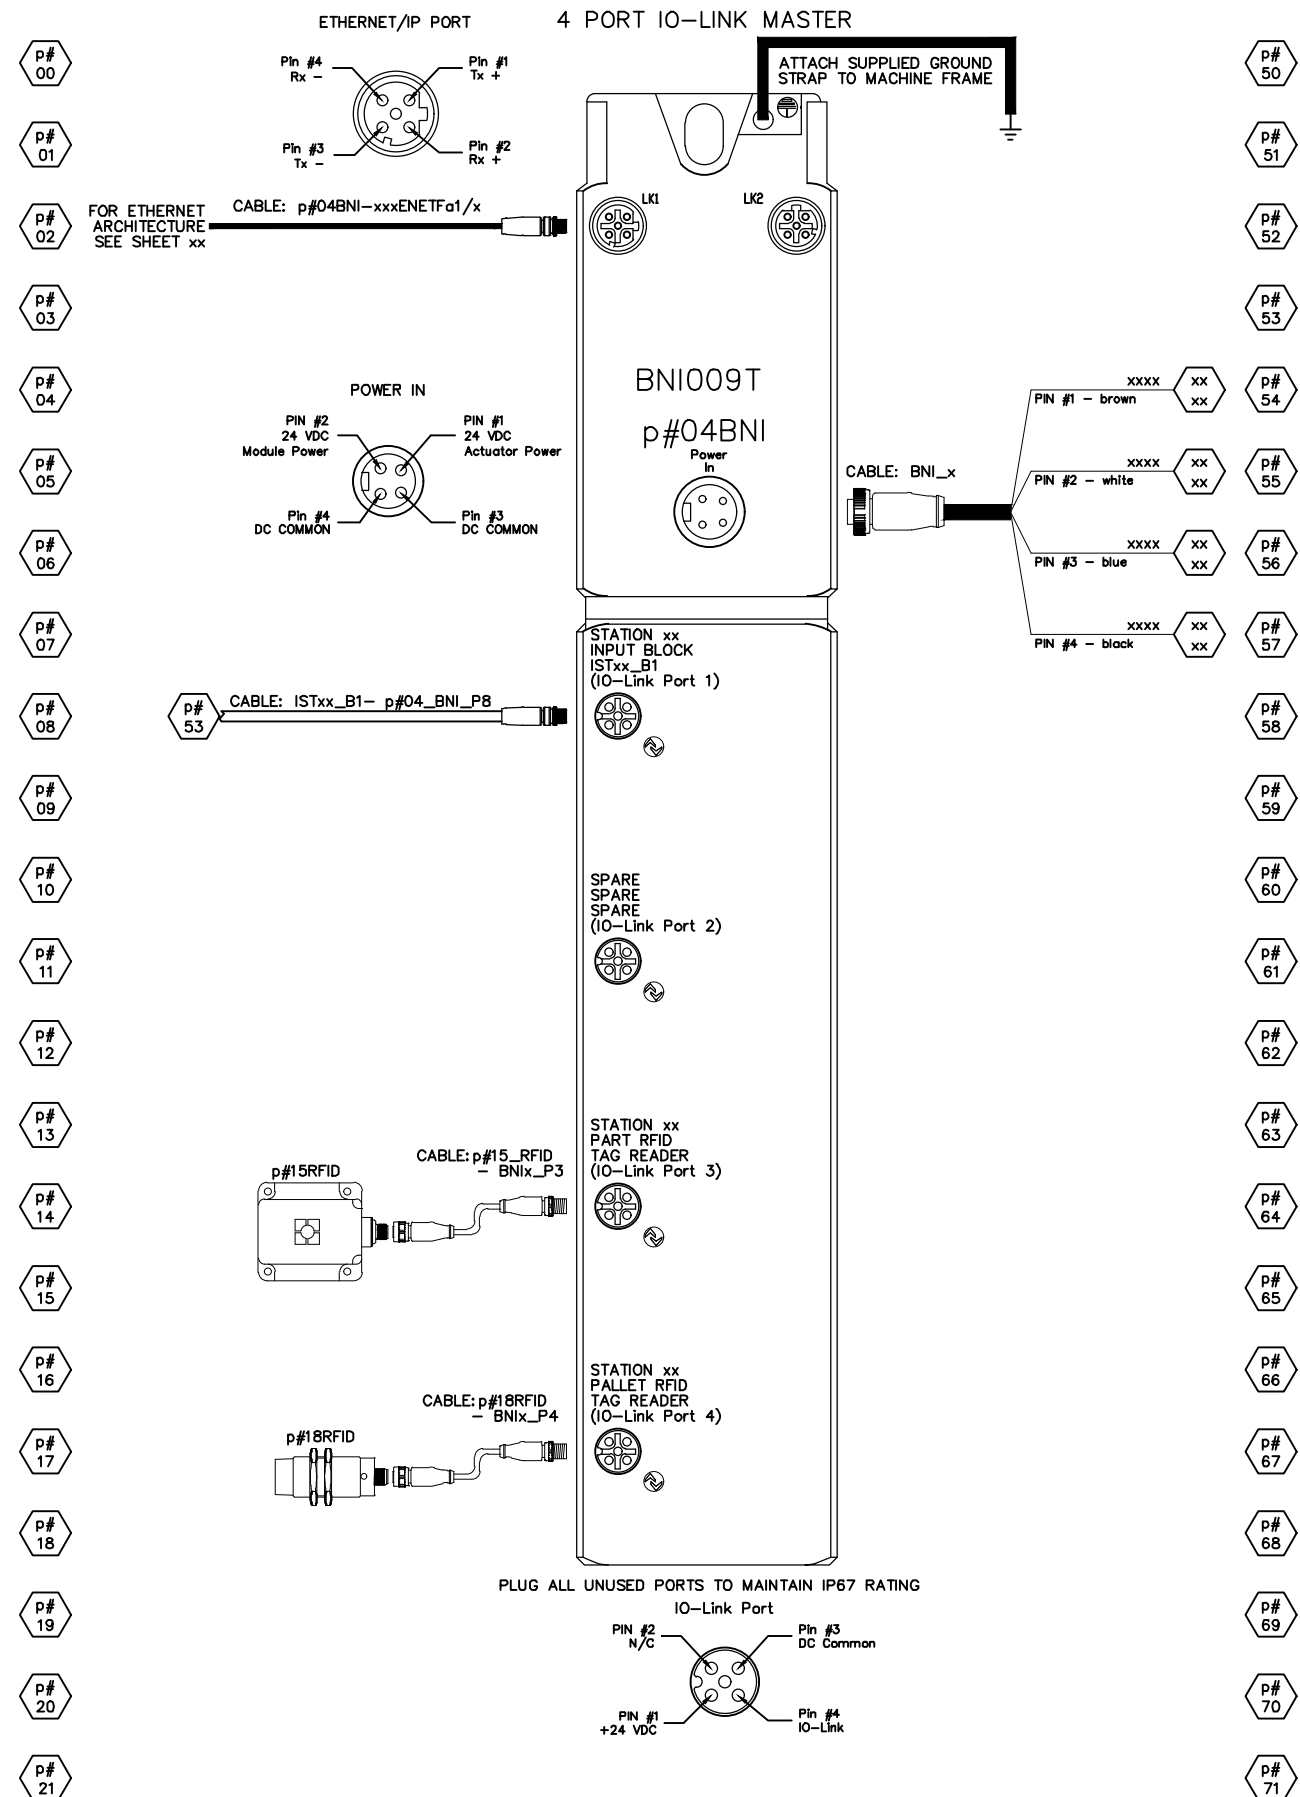 ETHERNET/IP PORT
4 PORT IO-LINK MASTER
Pin #4
Rx -
Pin #1
Tx +
Pin #3
Tx -
Pin #2
Rx +
ATTACH SUPPLIED GROUND
STRAP TO MACHINE FRAME
FOR ETHERNET
ARCHITECTURE
SEE SHEET xx
CABLE: p#04BNI-xxxENETFa1/x
LK1
LK2
POWER IN
PIN #2
24 VDC
Module Power
PIN #1
24 VDC
Actuator Power
Pin #4
DC COMMON
Pin #3
DC COMMON
BNI009T
p#04BNI
Power
In
CABLE: BNI_x
xxxx
PIN #1 - brown
xx
xx
xxxx
PIN #2 - white
xx
xx
xxxx
PIN #3 - blue
xx
xx
xxxx
PIN #4 - black
xx
xx
STATION xx
INPUT BLOCK
ISTxx_B1
(IO-Link Port 1)
p#
53
CABLE: ISTxx_B1- p#04_BNI_P8
SPARE
SPARE
SPARE
(IO-Link Port 2)
STATION xx
PART RFID
TAG READER
(IO-Link Port 3)
CABLE: p#15_RFID
- BNIx_P3
p#15RFID
STATION xx
PALLET RFID
TAG READER
(IO-Link Port 4)
CABLE: p#18RFID
- BNIx_P4
p#18RFID
PLUG ALL UNUSED PORTS TO MAINTAIN IP67 RATING
IO-Link Port
PIN #2
N/C
Pin #3
DC Common
PIN #1
+24 VDC
Pin #4
IO-Link
p#
00
p#
01
p#
02
p#
03
p#
04
p#
05
p#
06
p#
07
p#
08
p#
09
p#
10
p#
11
p#
12
p#
13
p#
14
p#
15
p#
16
p#
17
p#
18
p#
19
p#
20
p#
21
p#
50
p#
51
p#
52
p#
53
p#
54
p#
55
p#
56
p#
57
p#
58
p#
59
p#
60
p#
61
p#
62
p#
63
p#
64
p#
65
p#
66
p#
67
p#
68
p#
69
p#
70
p#
71